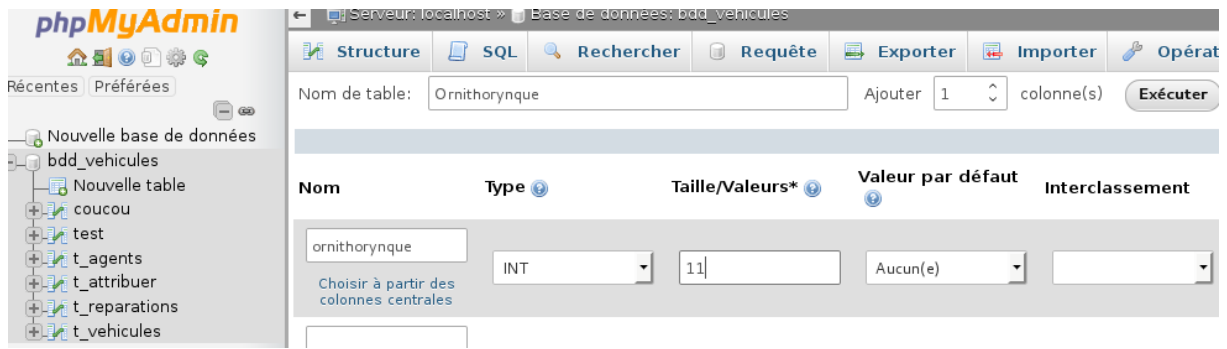 phpMyAdmin
Récentes Préférées
Nouvelle base de données
bdd_vehicules
Nouvelle table
coucou
test
t_agents
t_attribuer
t_reparations
t_vehicules
Serveur: localhost » Base de données: bdd_vehicules
Structure SQL Rechercher Requête Exporter Importer Opérat
Nom de table: Ornithorynque Ajouter 1 colonne(s) Exécuter
Nom Type Taille/Valeurs* Valeur par défaut Interclassement
ornithorynque INT 11 Aucun(e)
Choisir à partir des
colonnes centrales